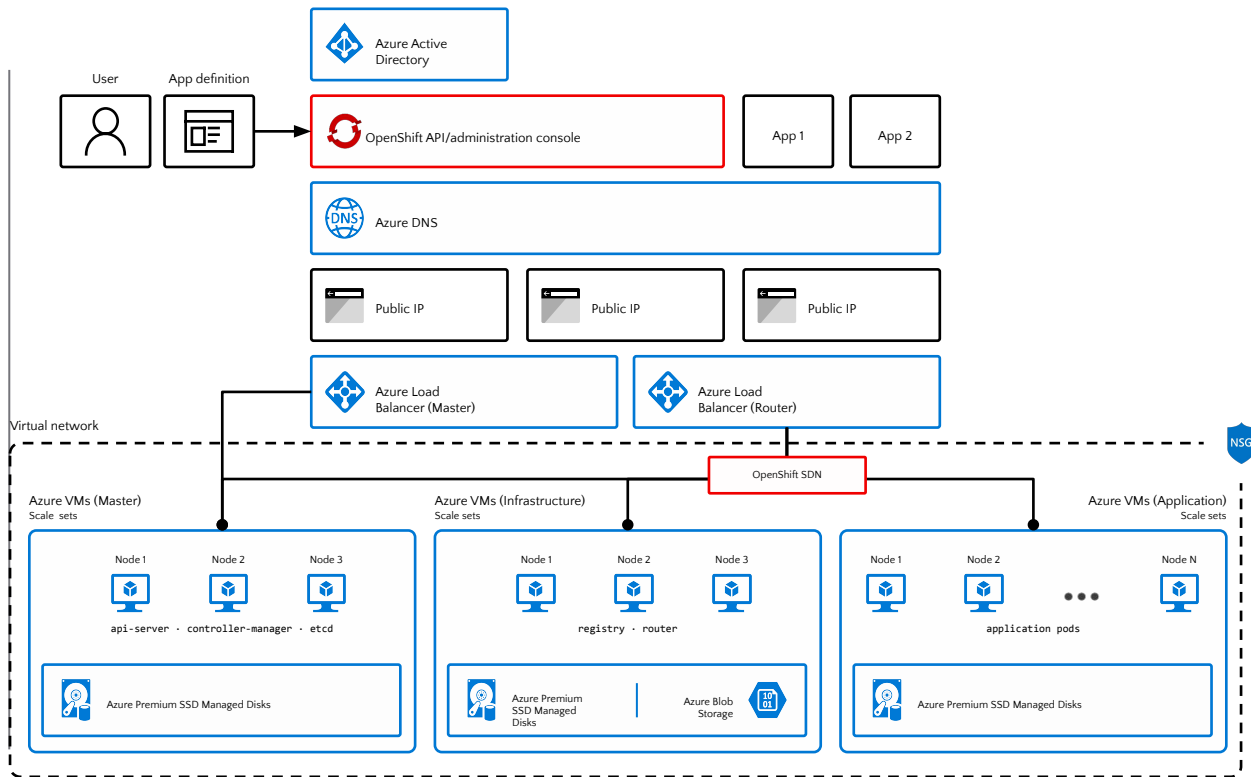 Azure Active
Directory
User
App definition
OpenShift API/administration console
App 1
App 2
DNS
Azure DNS
Public IP
Public IP
Public IP
Azure Load
Balancer (Master)
Azure Load
Balancer (Router)
Virtual network
NSG
OpenShift SDN
Azure VMs (Master)
Scale sets
Node 1
Node 2
Node 3
api-server · controller-manager · etcd
Azure Premium SSD Managed Disks
Azure VMs (Infrastructure)
Scale sets
Node 1
Node 2
Node 3
registry · router
Azure Premium
SSD Managed
Disks
Azure Blob
Storage
10
01
Azure VMs (Application)
Scale sets
Node 1
Node 2
Node N
application pods
Azure Premium SSD Managed Disks